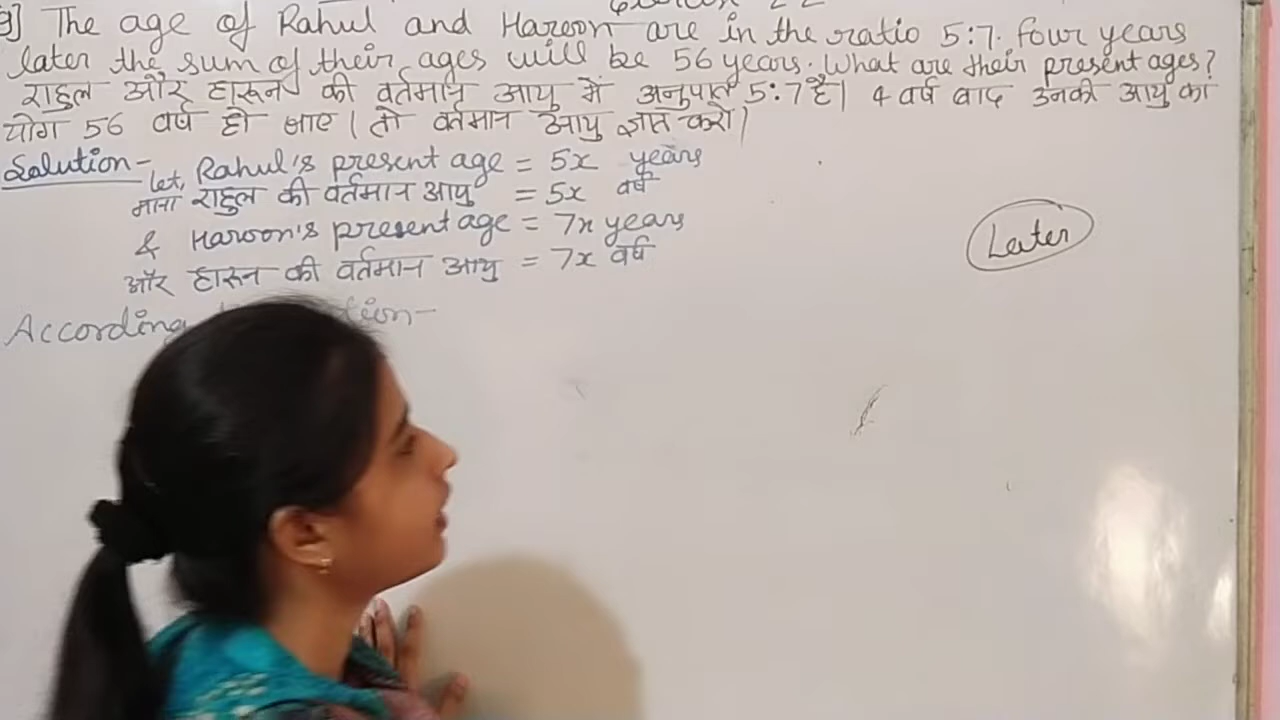 9] The age of Rahul and Haroon are in the ratio 5:7. four years
later the sum of their ages will be 56 years. What are their present ages?
राहुल और हारून की वर्तमान आयु में अनुपात 5:7 है। 4 वर्ष बाद उनकी आयु का
योग 56 वर्ष हो जाए। तो वर्तमान आयु ज्ञात करो।
Solution- let, Rahul's present age = 5x years
माना राहुल की वर्तमान आयु = 5x वर्ष
& Haroon's present age = 7x years
और हारून की वर्तमान आयु = 7x वर्ष
Later
According